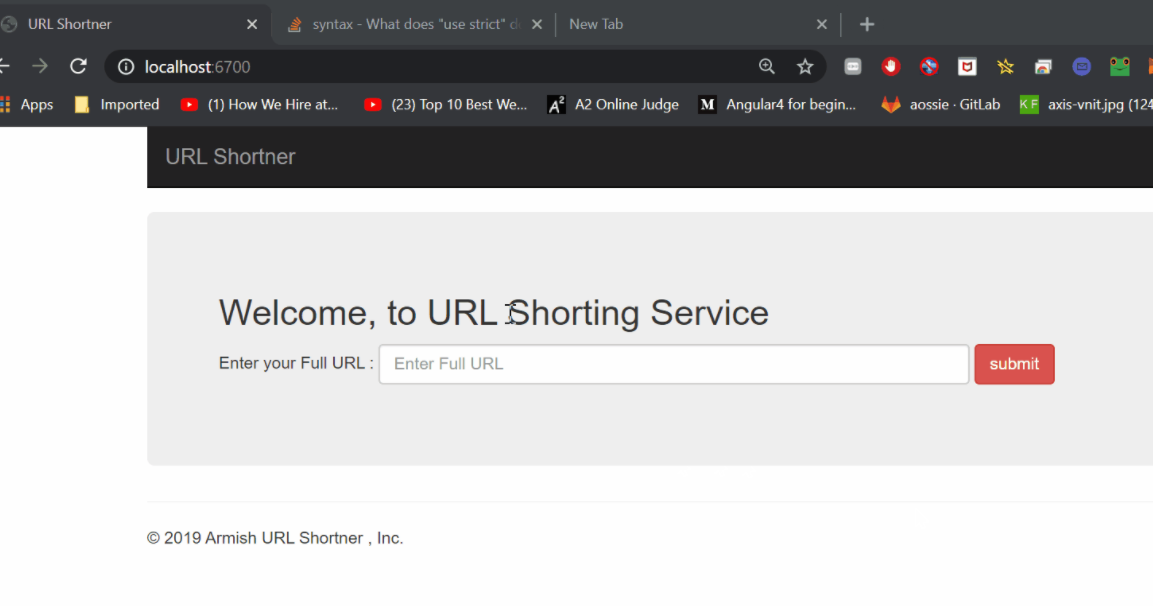 URL Shortner
syntax - What does "use strict" d
New Tab
localhost:6700
Apps
Imported
(1) How We Hire at...
(23) Top 10 Best We...
A2 Online Judge
M Angular4 for begin...
aossie · GitLab
KF axis-vnit.jpg (124
URL Shortner
Welcome, to URL Shorting Service
Enter your Full URL :
Enter Full URL
submit
© 2019 Armish URL Shortner , Inc.